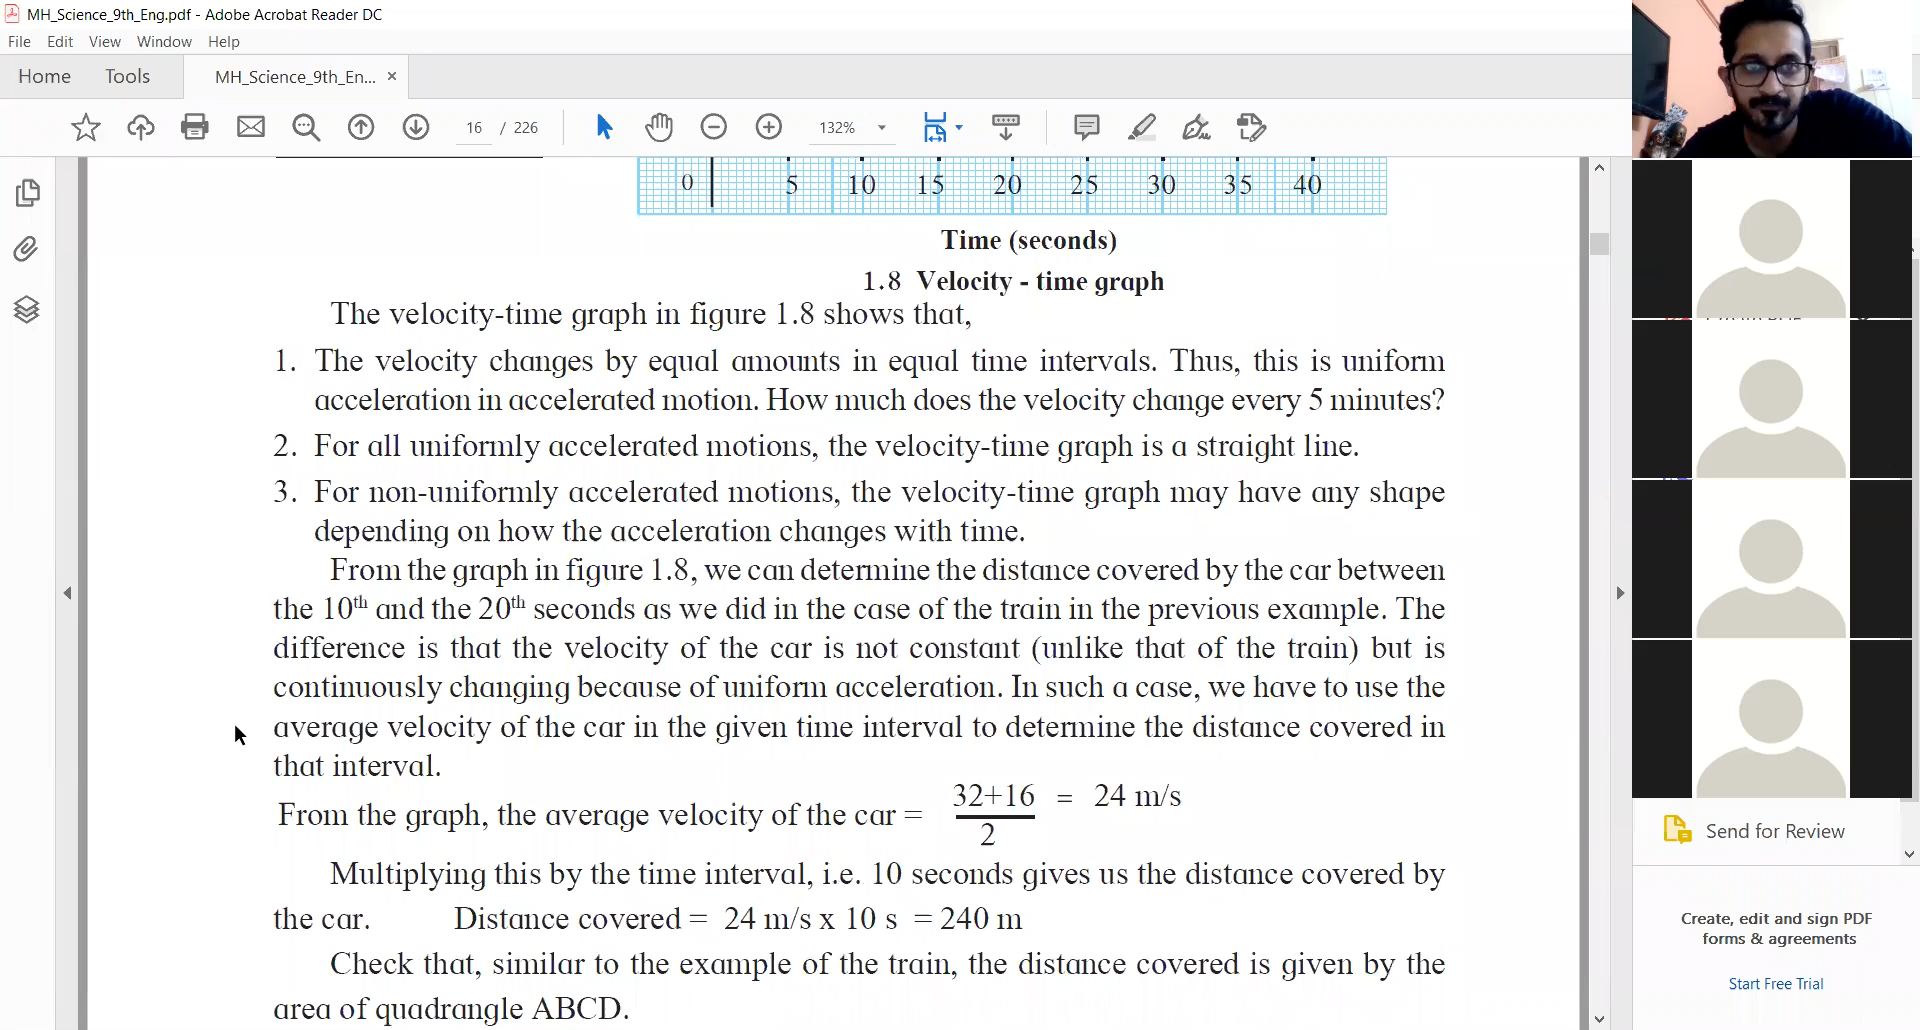 MH_Science_9th_Eng.pdf - Adobe Acrobat Reader DC
File Edit View Window Help
Home Tools MH_Science_9th_En... ×
16 / 226 132%
0 5 10 15 20 25 30 35 40
Time (seconds)
1.8 Velocity - time graph
The velocity-time graph in figure 1.8 shows that,
1. The velocity changes by equal amounts in equal time intervals. Thus, this is uniform
acceleration in accelerated motion. How much does the velocity change every 5 minutes?
2. For all uniformly accelerated motions, the velocity-time graph is a straight line.
3. For non-uniformly accelerated motions, the velocity-time graph may have any shape
depending on how the acceleration changes with time.
From the graph in figure 1.8, we can determine the distance covered by the car between
the 10th and the 20th seconds as we did in the case of the train in the previous example. The
difference is that the velocity of the car is not constant (unlike that of the train) but is
continuously changing because of uniform acceleration. In such a case, we have to use the
average velocity of the car in the given time interval to determine the distance covered in
that interval.
From the graph, the average velocity of the car = 32+16 / 2 = 24 m/s
Multiplying this by the time interval, i.e. 10 seconds gives us the distance covered by
the car. Distance covered = 24 m/s x 10 s = 240 m
Check that, similar to the example of the train, the distance covered is given by the
area of quadrangle ABCD.
Send for Review
Create, edit and sign PDF
forms & agreements
Start Free Trial